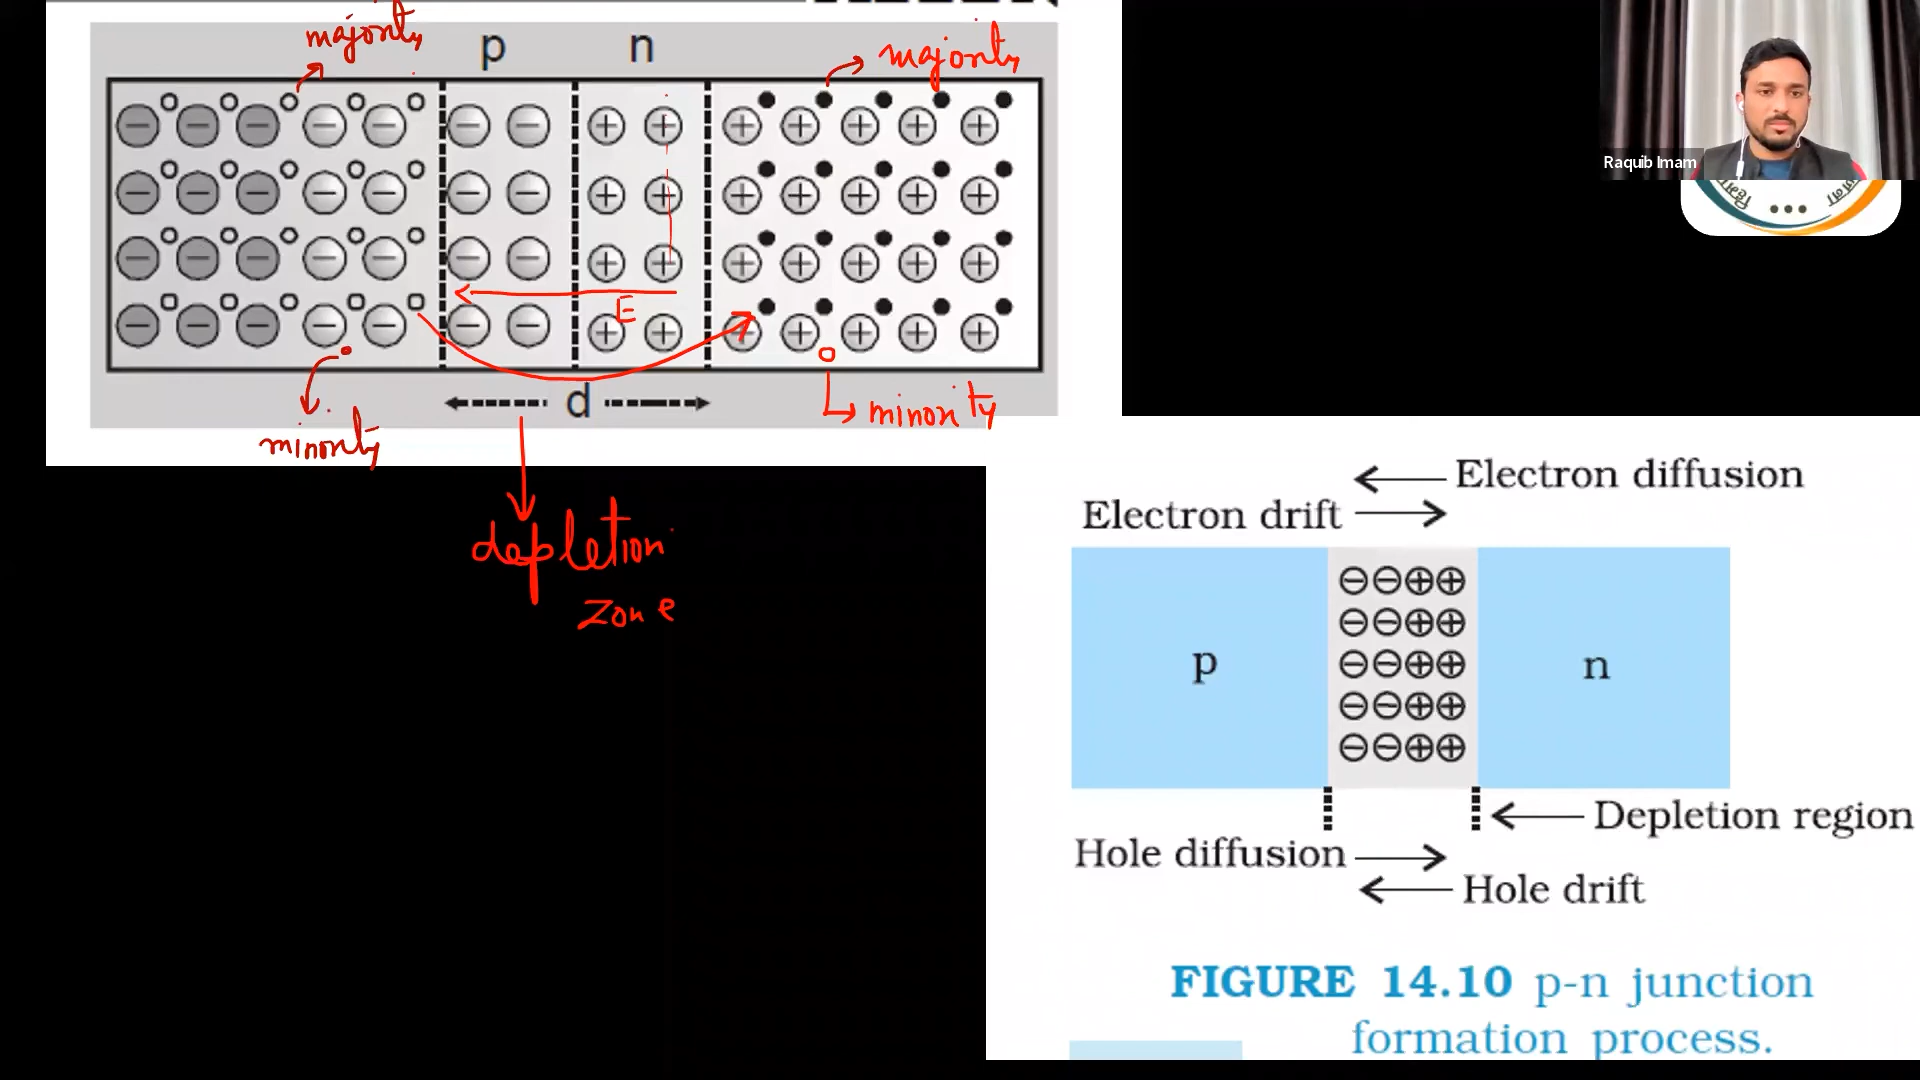 majority
p n
majority
E
d
minority
minority
depletion
zone
Raquib Imam
Electron diffusion
Electron drift
p
n
Depletion region
Hole diffusion
Hole drift
FIGURE 14.10 p-n junction
formation process.